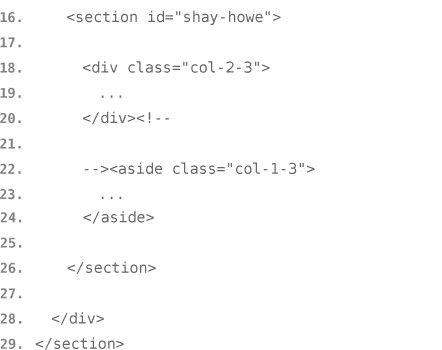 16. <section id="shay-howe">
17.
18. <div class="col-2-3">
19. ...
20. </div><!--
21.
22. --><aside class="col-1-3">
23. ...
24. </aside>
25.
26. </section>
27.
28. </div>
29. </section>